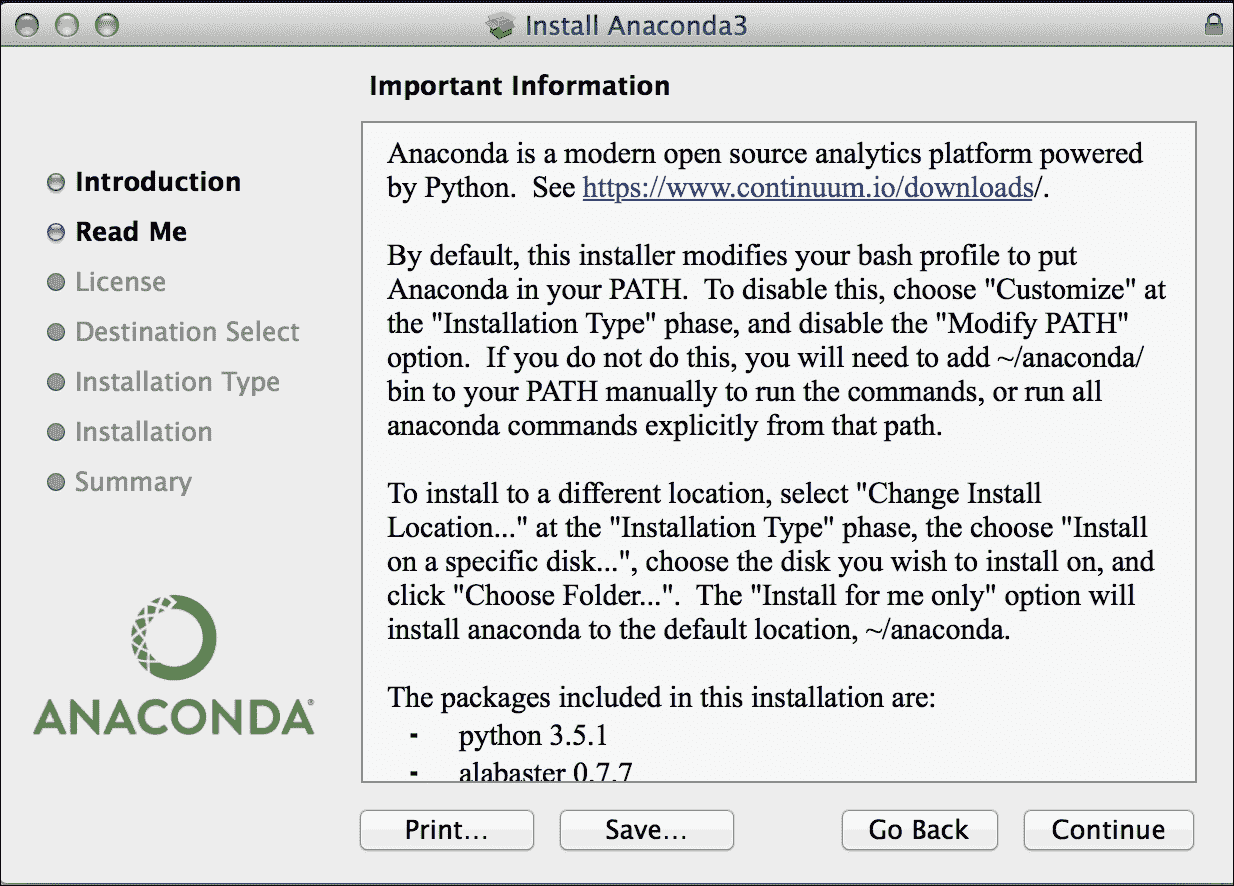 Install Anaconda3
Important Information
Introduction
Read Me
License
Destination Select
Installation Type
Installation
Summary
ANACONDA®
Anaconda is a modern open source analytics platform powered
by Python.  See https://www.continuum.io/downloads/.
By default, this installer modifies your bash profile to put
Anaconda in your PATH.  To disable this, choose "Customize" at
the "Installation Type" phase, and disable the "Modify PATH"
option.  If you do not do this, you will need to add ~/anaconda/
bin to your PATH manually to run the commands, or run all
anaconda commands explicitly from that path.
To install to a different location, select "Change Install
Location..." at the "Installation Type" phase, the choose "Install
on a specific disk...", choose the disk you wish to install on, and
click "Choose Folder...".  The "Install for me only" option will
install anaconda to the default location, ~/anaconda.
The packages included in this installation are:
- python 3.5.1
- alabaster 0.7.7
Print...
Save...
Go Back
Continue